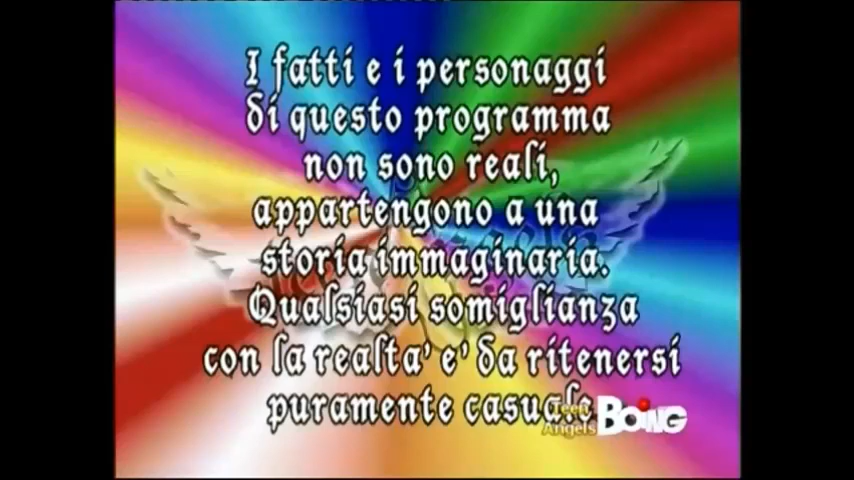 I fatti e i personaggi
di questo programma
non sono reali,
appartengono a una
storia immaginaria.
Qualsiasi somiglianza
con la realta' e' da ritenersi
puramente casuale
Teen
Angels
BOING